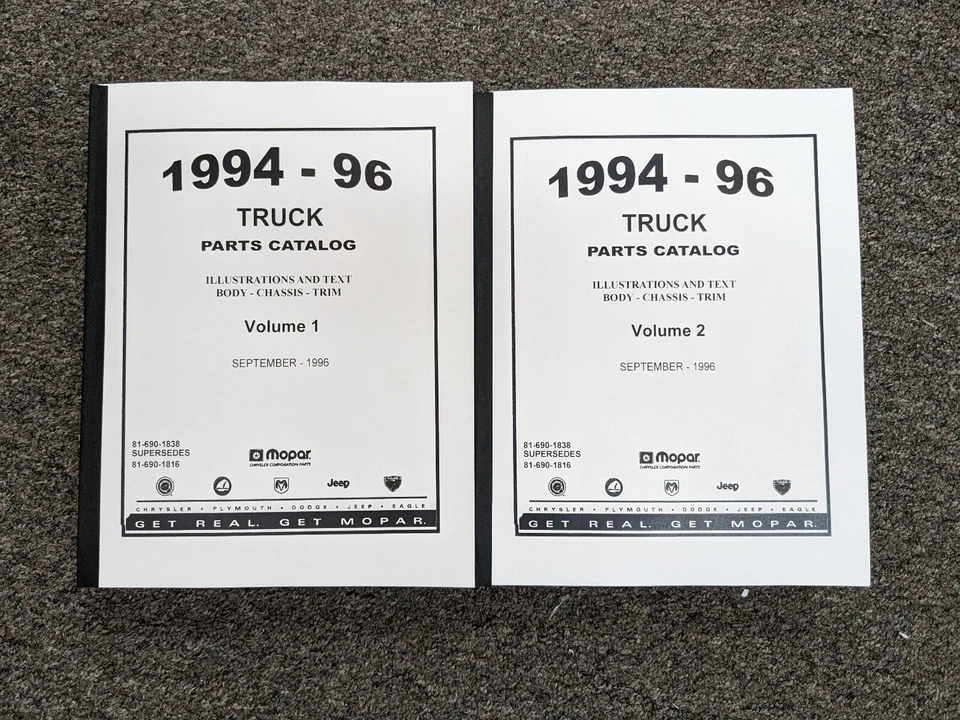 1994 - 96
TRUCK
PARTS CATALOG
ILLUSTRATIONS AND TEXT
BODY - CHASSIS - TRIM
Volume 1
SEPTEMBER - 1996
81-690-1838
SUPERSEDES
81-690-1816
Mopar
CHRYSLER CORPORATION PARTS
Jeep
CHRYSLER • PLYMOUTH • DODGE • JEEP • EAGLE
GET REAL. GET MOPAR.
1994 - 96
TRUCK
PARTS CATALOG
ILLUSTRATIONS AND TEXT
BODY - CHASSIS - TRIM
Volume 2
SEPTEMBER - 1996
81-690-1838
SUPERSEDES
81-690-1816
Mopar
CHRYSLER CORPORATION PARTS
Jeep
CHRYSLER • PLYMOUTH • DODGE • JEEP • EAGLE
GET REAL. GET MOPAR.